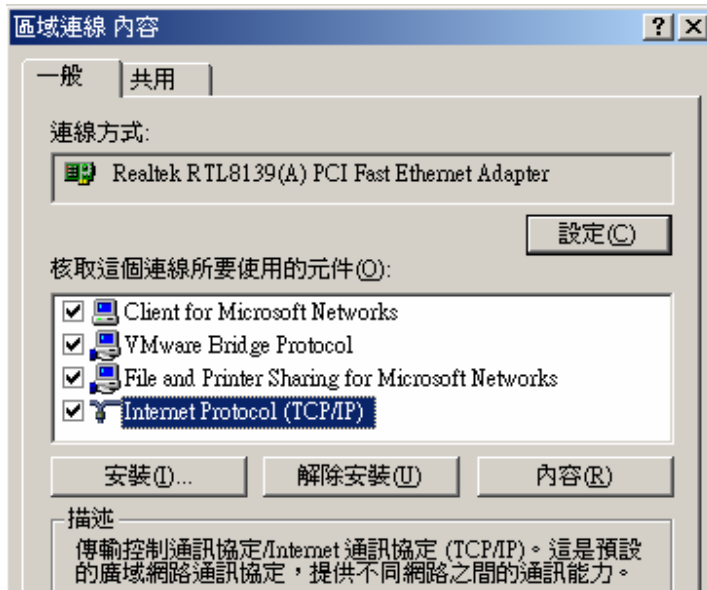 區域連線 內容
一般
共用
連線方式:
Realtek RTL8139(A) PCI Fast Ethernet Adapter
設定(C)
核取這個連線所要使用的元件(O):
Client for Microsoft Networks
VMware Bridge Protocol
File and Printer Sharing for Microsoft Networks
Internet Protocol (TCP/IP)
安裝(I)...
解除安裝(U)
內容(R)
描述
傳輸控制通訊協定/Internet 通訊協定 (TCP/IP)。這是預設
的廣域網路通訊協定，提供不同網路之間的通訊能力。